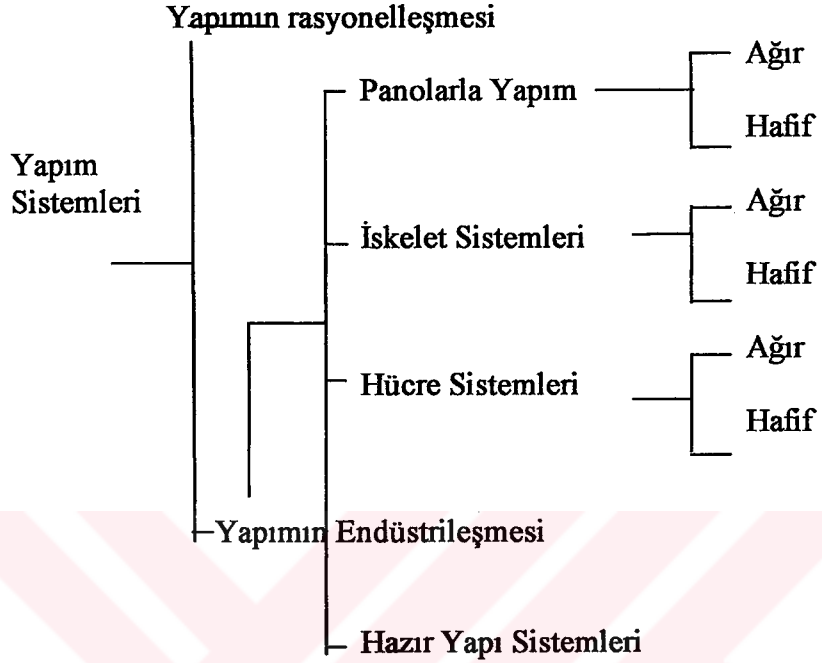 Yapımın rasyonelleşmesi
Ağır
Panolarla Yapım
Hafif
Yapım
Sistemleri
Ağır
İskelet Sistemleri
Hafif
Ağır
Hücre Sistemleri
Hafif
Yapımın Endüstrileşmesi
Hazır Yapı Sistemleri